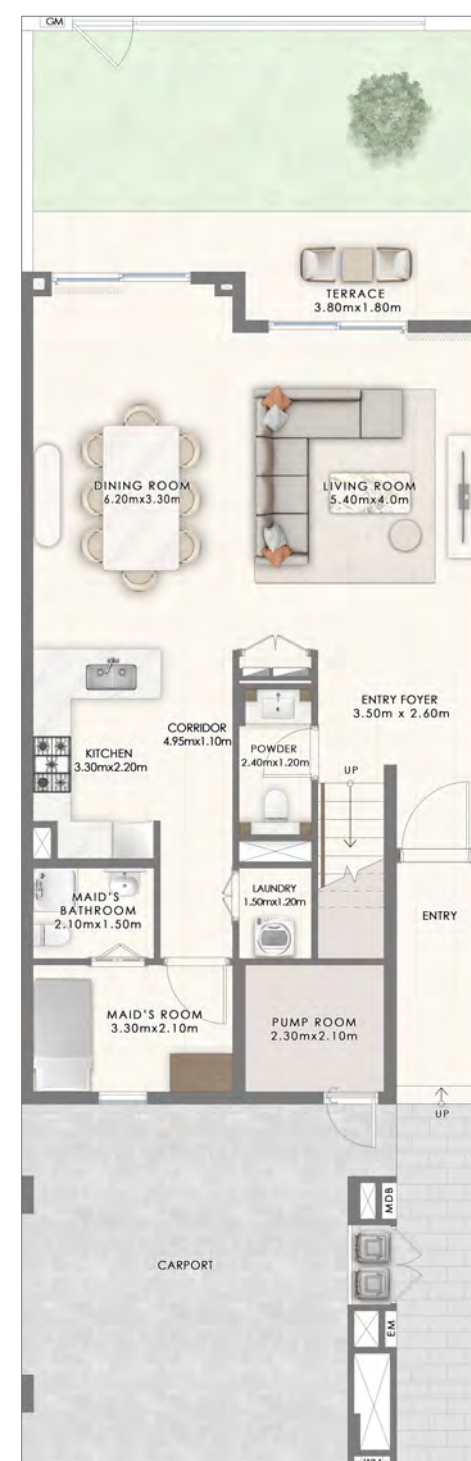 GM
TERRACE
3.80mx1.80m
DINING ROOM
6.20mx3.30m
LIVING ROOM
5.40mx4.0m
ENTRY FOYER
3.50m x 2.60m
CORRIDOR
4.95mx1.10m
KITCHEN
3.30mx2.20m
POWDER
2.40mx1.20m
UP
LAUNDRY
1.50mx1.20m
MAID'S
BATHROOM
2.10mx1.50m
ENTRY
MAID'S ROOM
3.30mx2.10m
PUMP ROOM
2.30mx2.10m
UP
MDB
CARPORT
EM